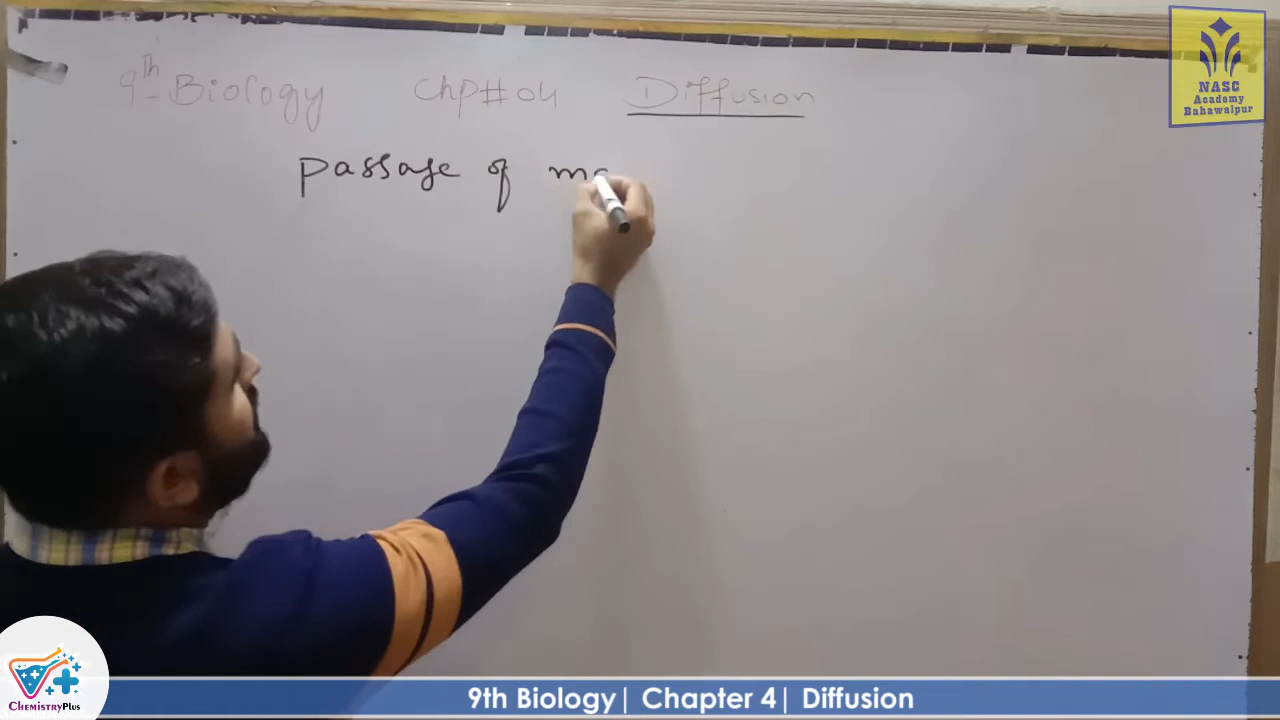 9th Biology Chp#04 Diffusion
NASC
Academy
Bahawalpur
Passage of
CHEMISTRYPLUS
9th Biology| Chapter 4| Diffusion